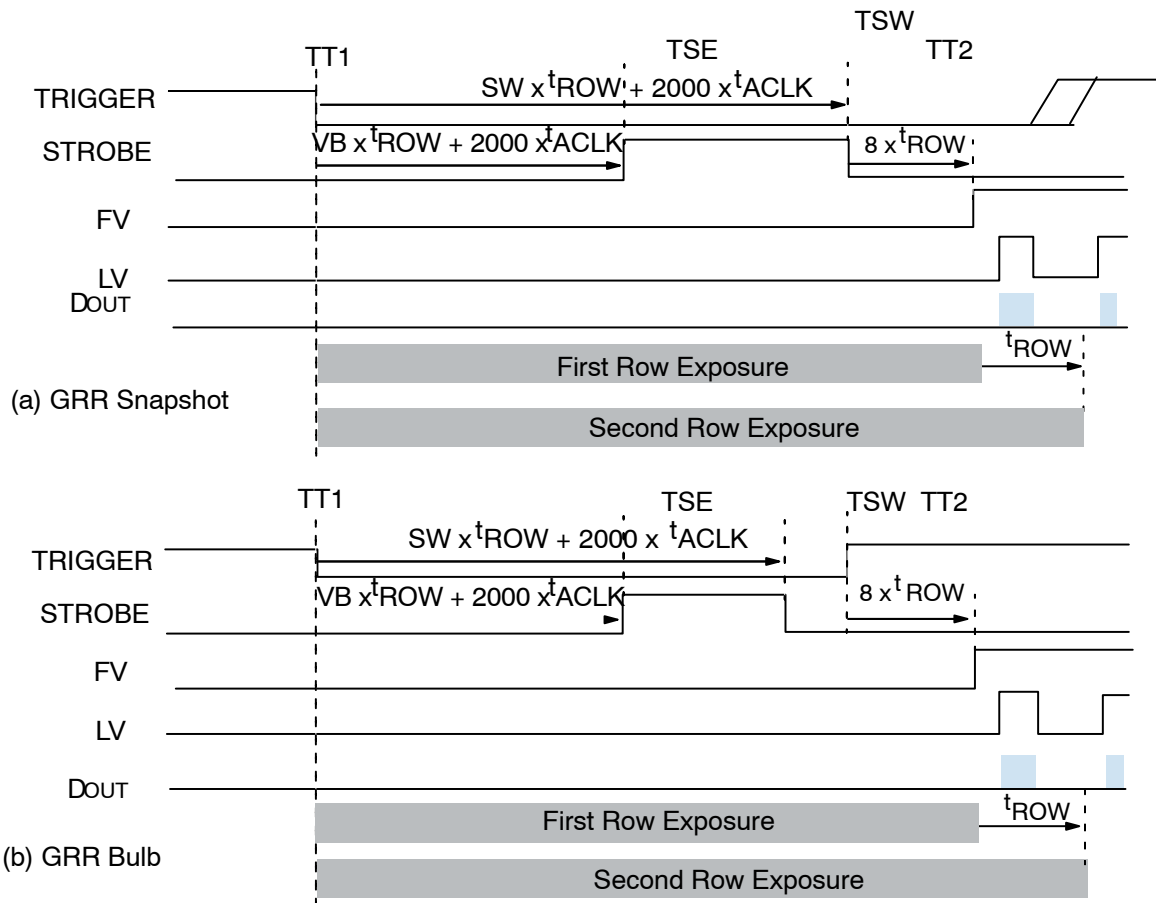 TSW
TT1 TSE TT2
SW x tROW + 2000 x tACLK
TRIGGER
VB x tROW + 2000 x tACLK 8 x tROW
STROBE
FV
LV
DOUT
tROW
First Row Exposure
(a) GRR Snapshot
Second Row Exposure
TT1 TSE TSW TT2
SW x tROW + 2000 x tACLK
TRIGGER
VB x tROW + 2000 x tACLK 8 x tROW
STROBE
FV
LV
DOUT
tROW
First Row Exposure
(b) GRR Bulb
Second Row Exposure